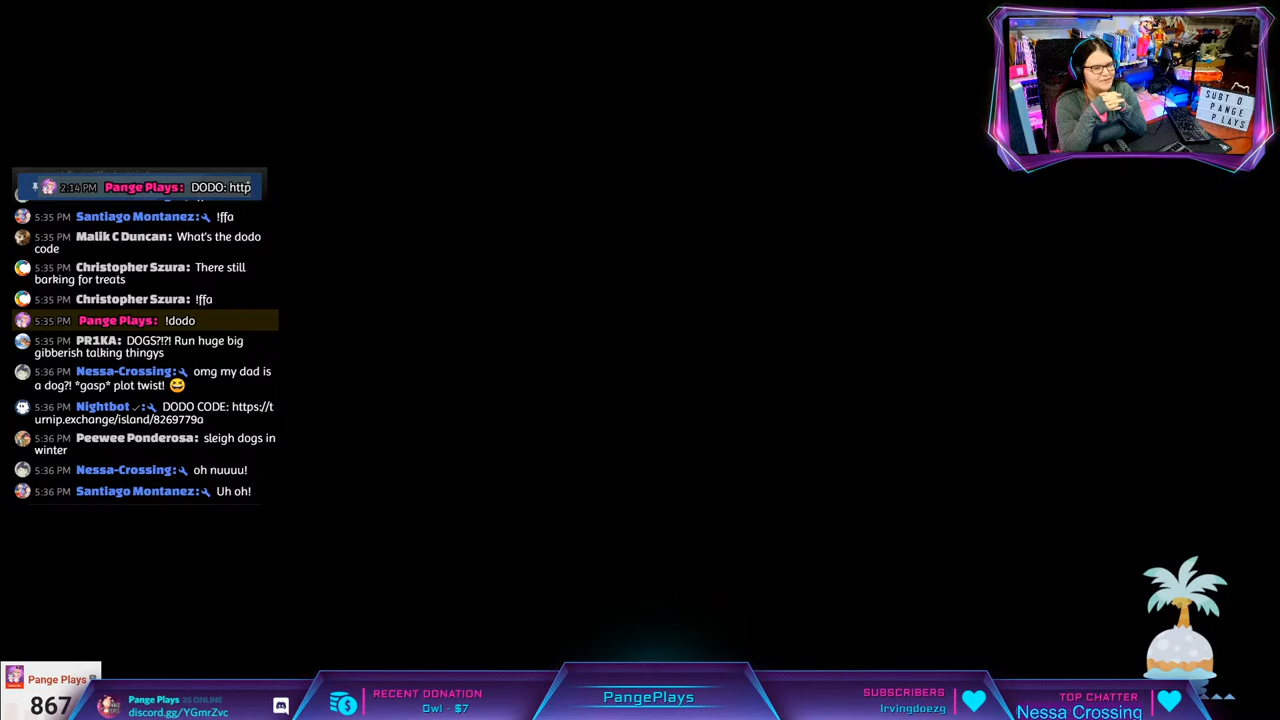 SUBT O
PANGE
PLAYS
2:14 PM Pange Plays: DODO: http
5:35 PM Santiago Montanez: !ffa
5:35 PM Malik C Duncan: What's the dodo
code
5:35 PM Christopher Szura: There still
barking for treats
5:35 PM Christopher Szura: !ffa
5:35 PM Pange Plays: !dodo
5:35 PM PR1KA: DOGS?!?! Run huge big
gibberish talking thingys
5:36 PM Nessa-Crossing: omg my dad is
a dog?! *gasp* plot twist! 😆
5:36 PM Nightbot: DODO CODE: https://t
urnip.exchange/island/8269779a
5:36 PM Peewee Ponderosa: sleigh dogs in
winter
5:36 PM Nessa-Crossing: oh nuuuu!
5:36 PM Santiago Montanez: Uh oh!
Pange Plays
867
Pange Plays 35 ONLINE
discord.gg/YGmrZvc
RECENT DONATION
Owl - $7
PangePlays
SUBSCRIBERS
Irvingdoezg
TOP CHATTER
Nessa Crossing